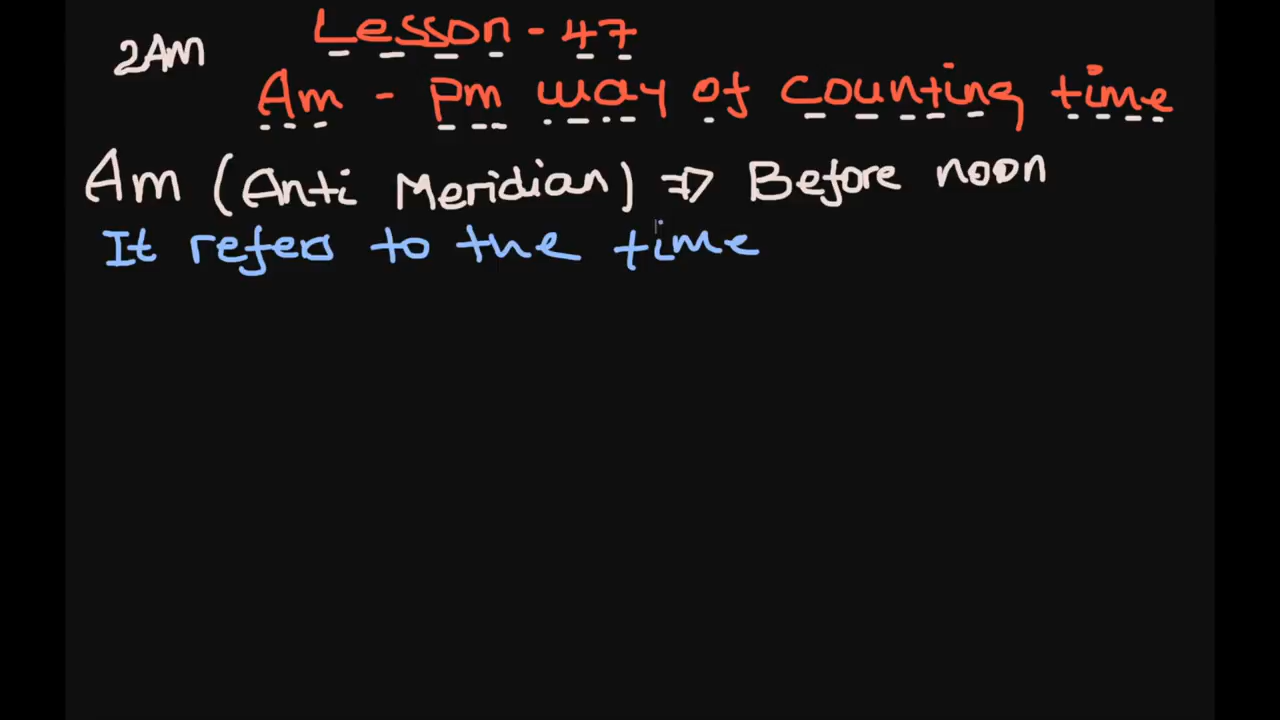 Lesson - 47
2AM
Am - pm way of counting time
Am (Anti Meridian) ⇒ Before noon
It refers to the time